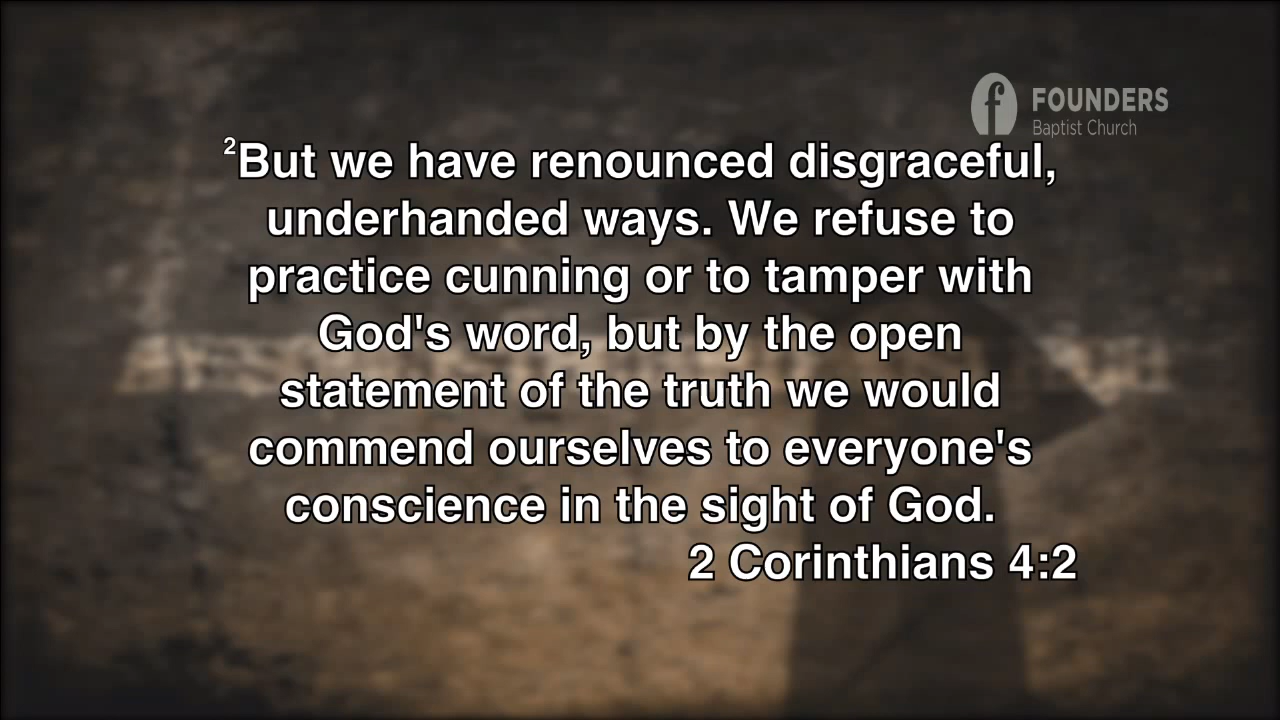 FOUNDERS
Baptist Church
²But we have renounced disgraceful,
underhanded ways. We refuse to
practice cunning or to tamper with
God's word, but by the open
statement of the truth we would
commend ourselves to everyone's
conscience in the sight of God.
2 Corinthians 4:2